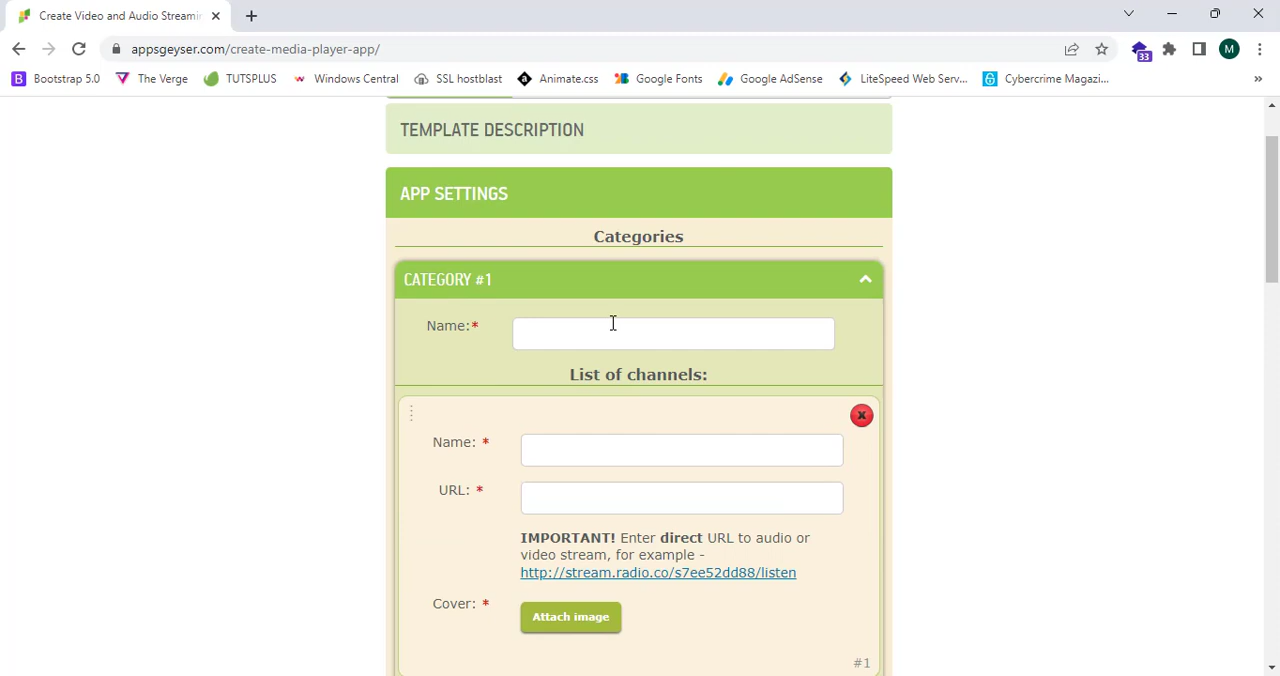 Create Video and Audio Streamin
appsgeyser.com/create-media-player-app/
33
M
B Bootstrap 5.0
The Verge
TUTSPLUS
Windows Central
SSL hostblast
Animate.css
Google Fonts
Google AdSense
LiteSpeed Web Serv...
Cybercrime Magazi...
»
TEMPLATE DESCRIPTION
APP SETTINGS
Categories
CATEGORY #1
Name:*
List of channels:
Name: *
URL: *
IMPORTANT! Enter direct URL to audio or
video stream, for example -
http://stream.radio.co/s7ee52dd88/listen
Cover: *
Attach image
#1